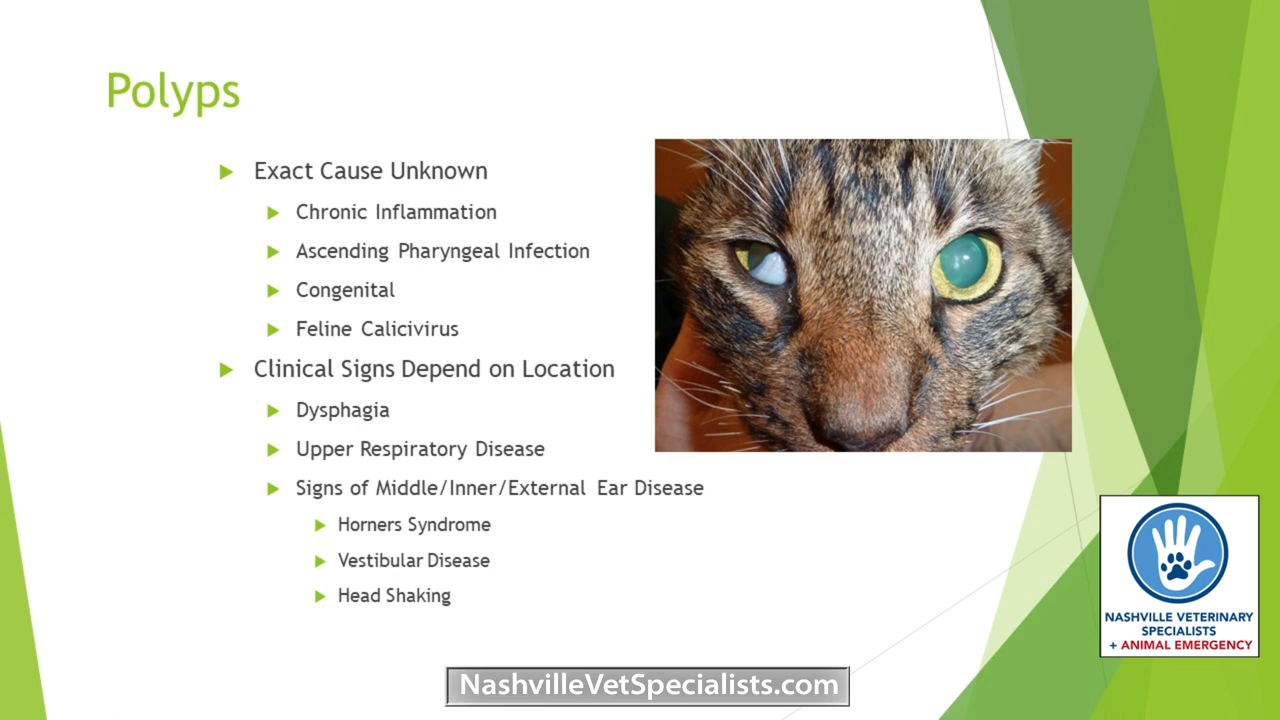 Polyps
Exact Cause Unknown
Chronic Inflammation
Ascending Pharyngeal Infection
Congenital
Feline Calicivirus
Clinical Signs Depend on Location
Dysphagia
Upper Respiratory Disease
Signs of Middle/Inner/External Ear Disease
Horners Syndrome
Vestibular Disease
Head Shaking
NASHVILLE VETERINARY
SPECIALISTS
+ ANIMAL EMERGENCY
NashvilleVetSpecialists.com